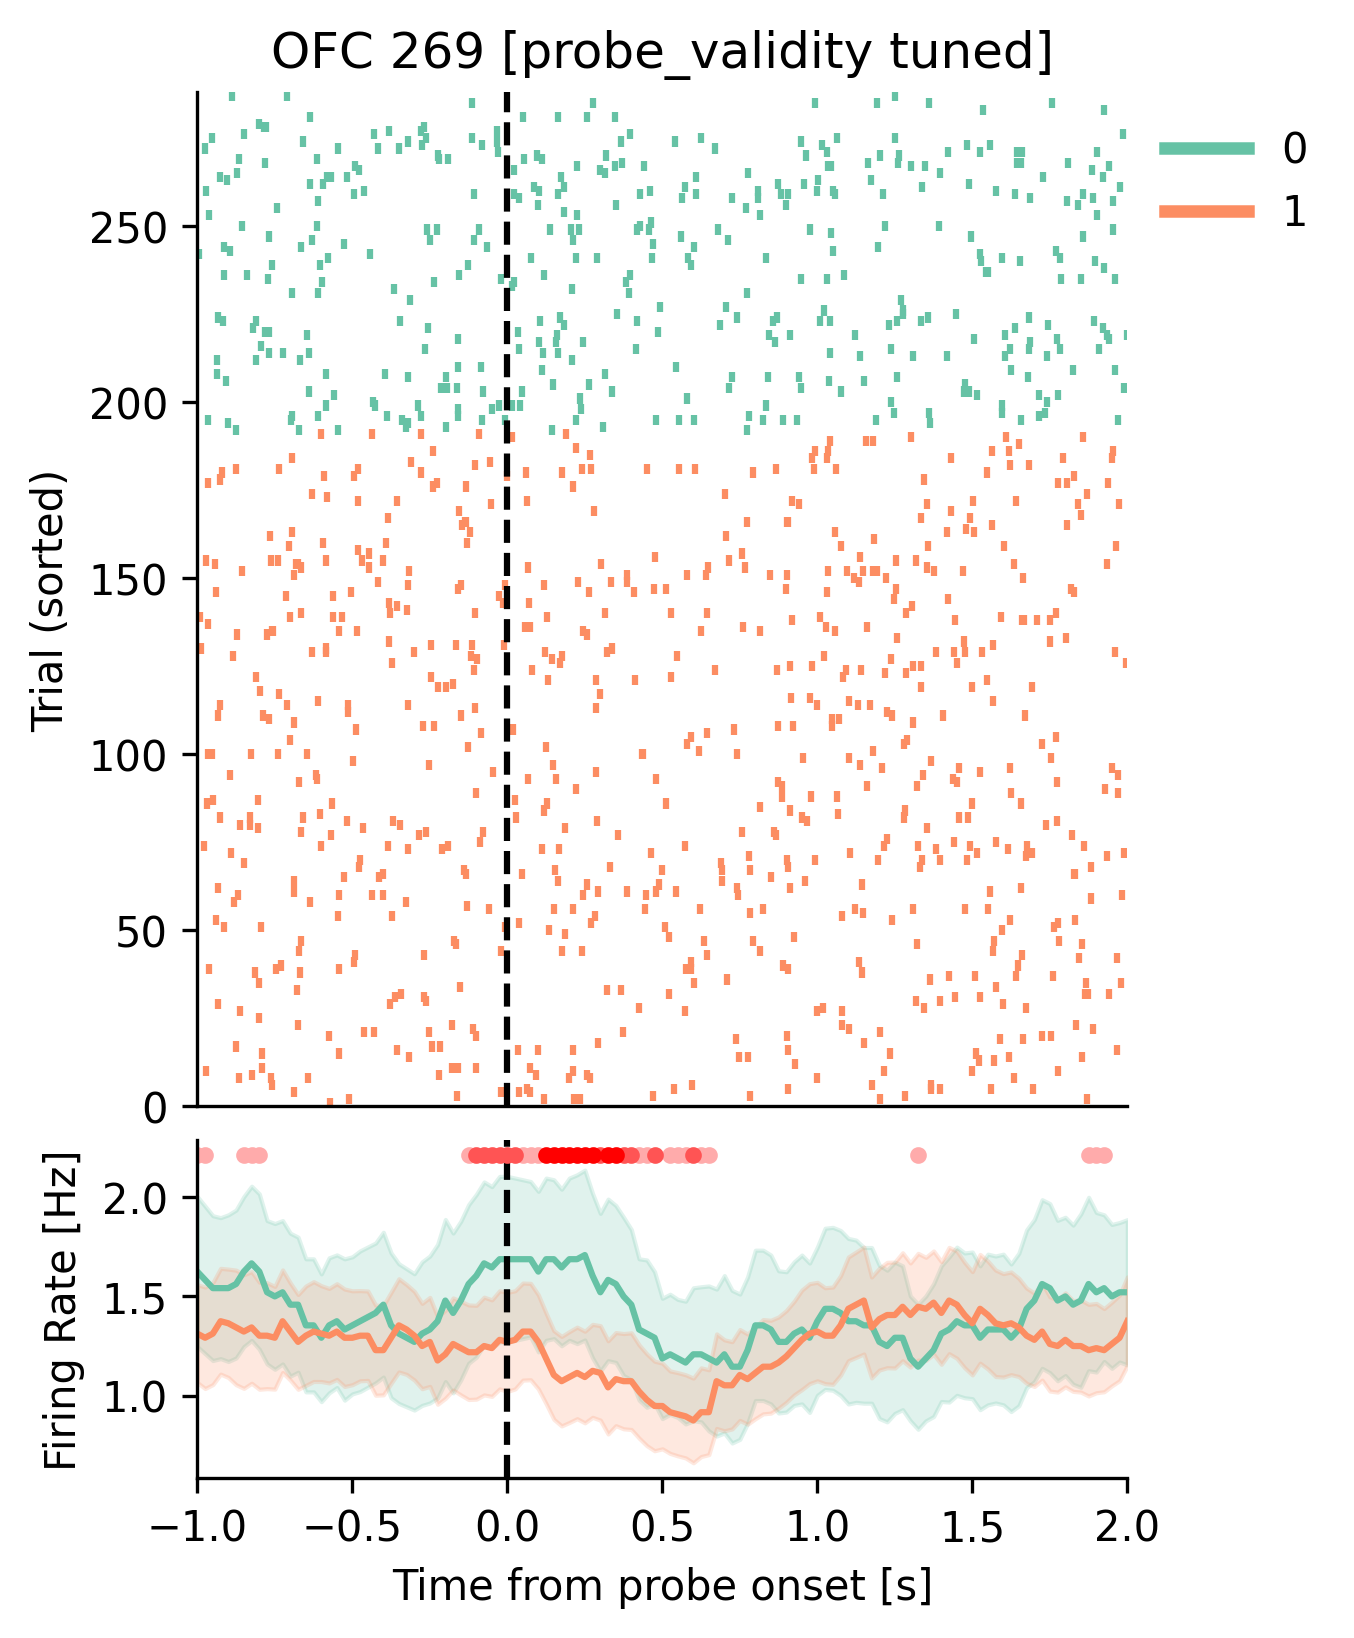 OFC 269 [probe_validity tuned]
0
1
250
200
150
100
50
0
Trial (sorted)
2.0
1.5
1.0
Firing Rate [Hz]
−1.0 −0.5 0.0 0.5 1.0 1.5 2.0
Time from probe onset [s]